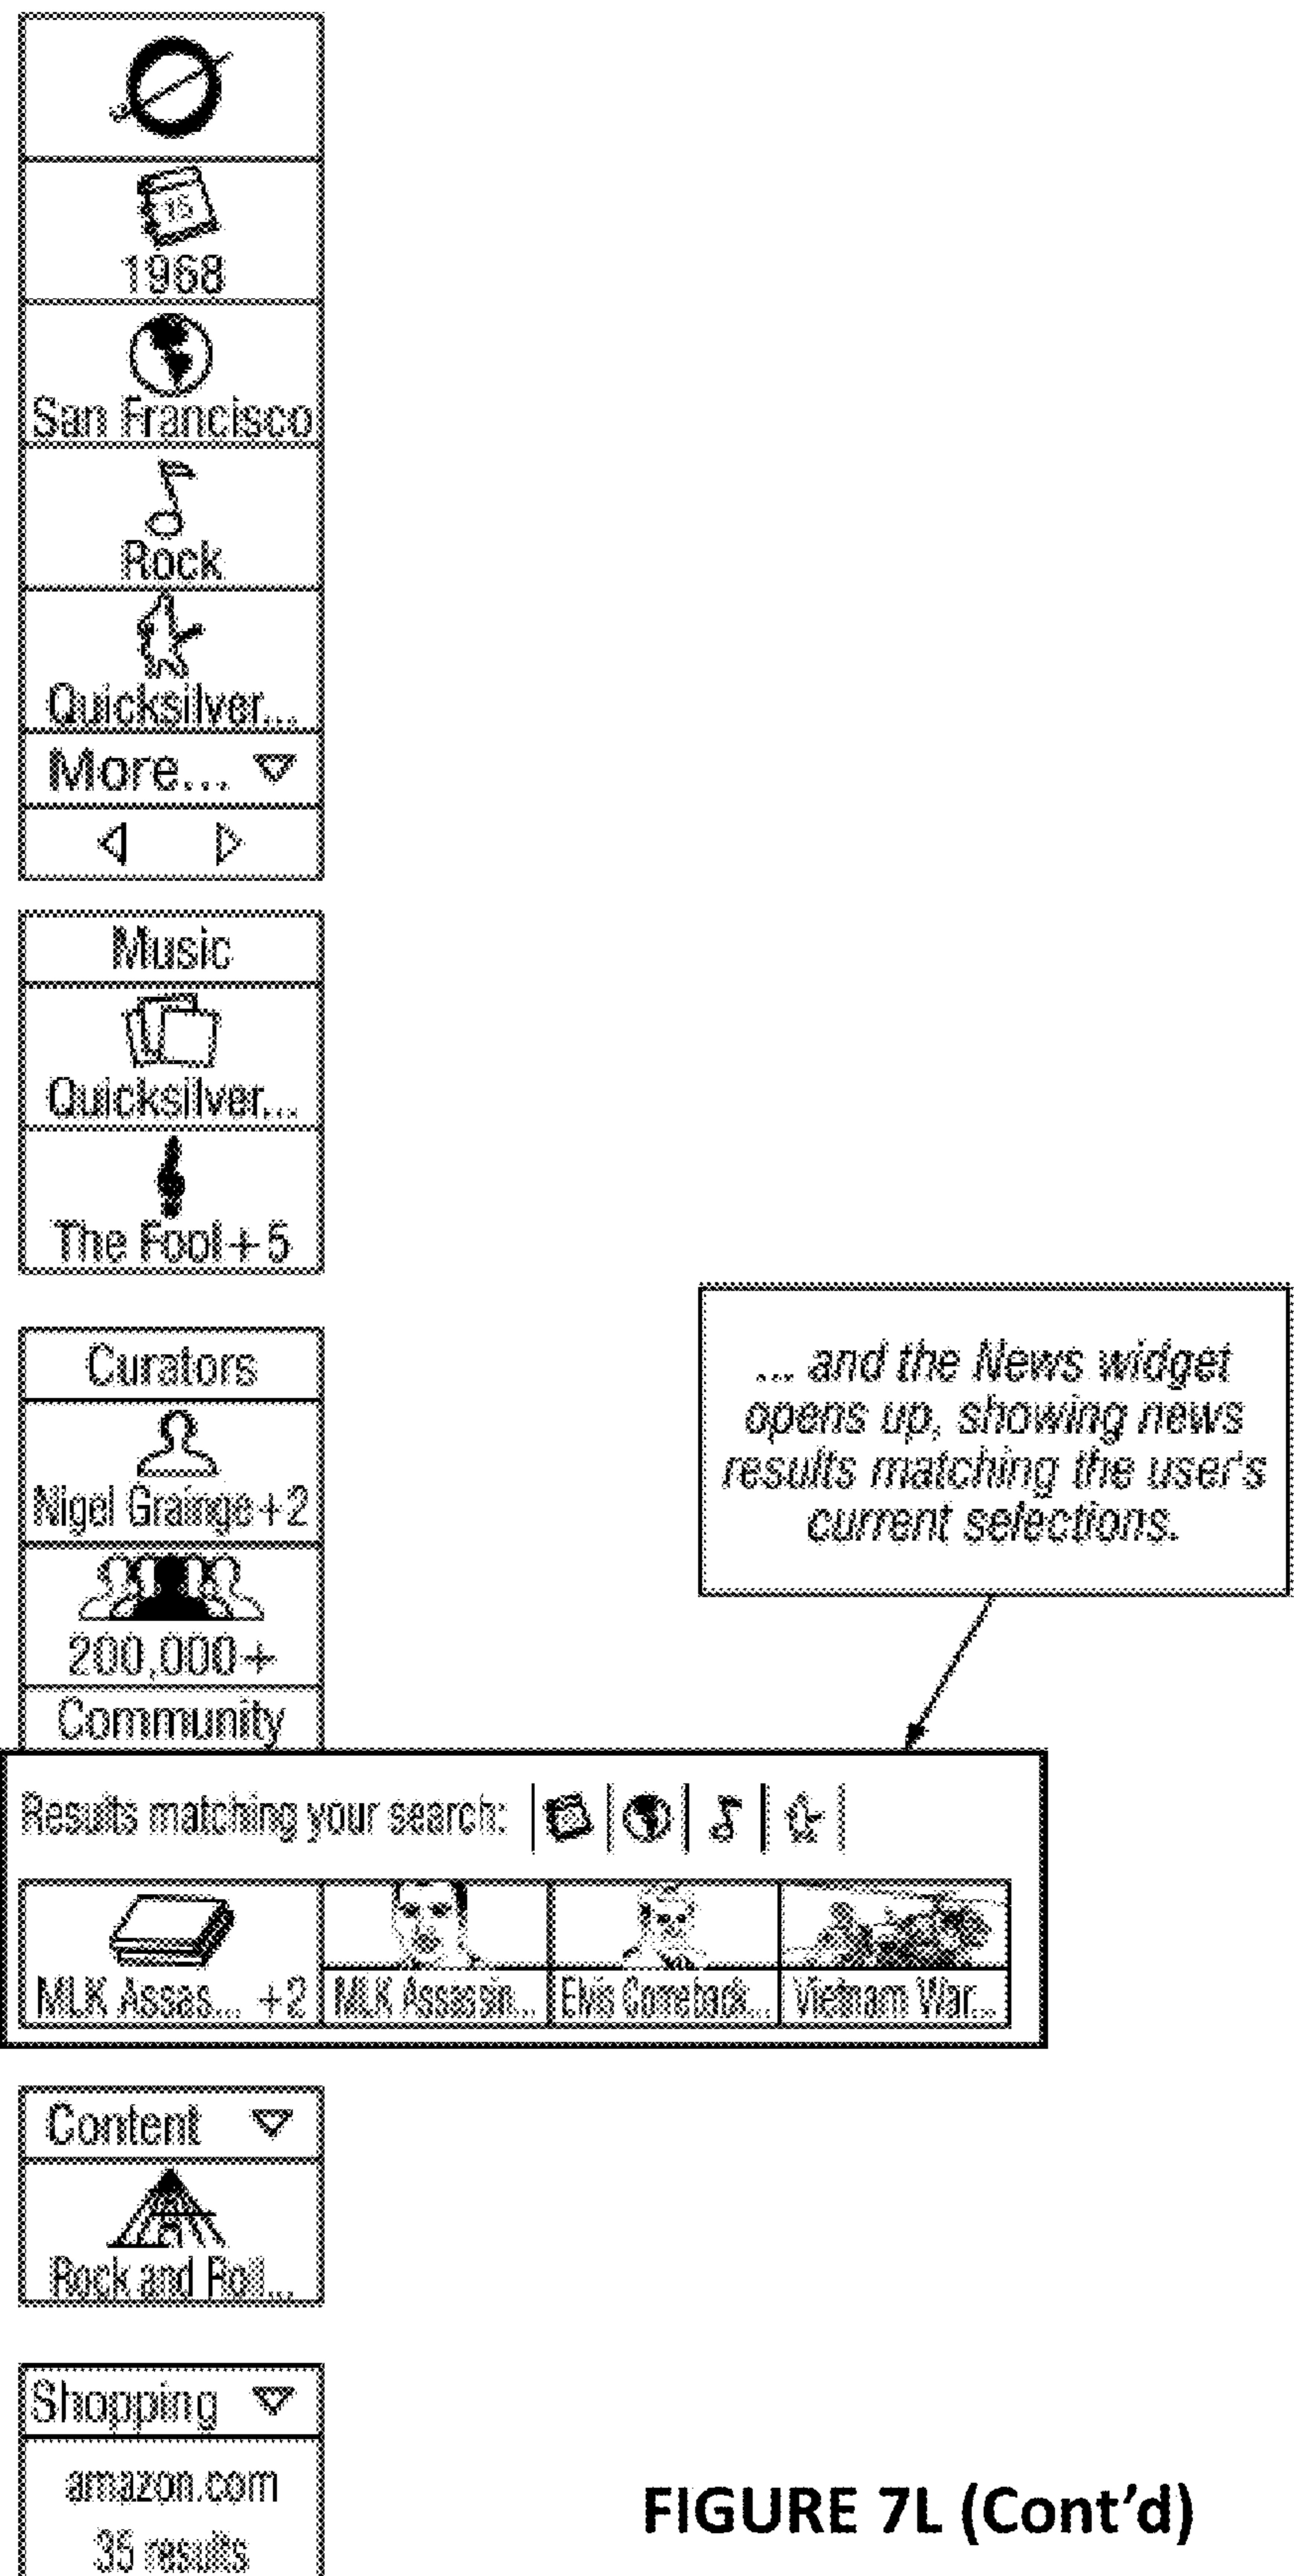 15
1968
San Francisco
Rock
Quicksilver...
More...
Music
Quicksilver...
The Fool+5
Curators
Nigel Grainge+2
200,000+
Community
... and the News widget
opens up, showing news
results matching the user's
current selections.
Results matching your search:
MLK Assas... +2
MLK Assassin...
Elvis Comeback...
Vietnam War...
Content
Rock and Roll...
Shopping
amazon.com
35 results
FIGURE 7L (Cont'd)